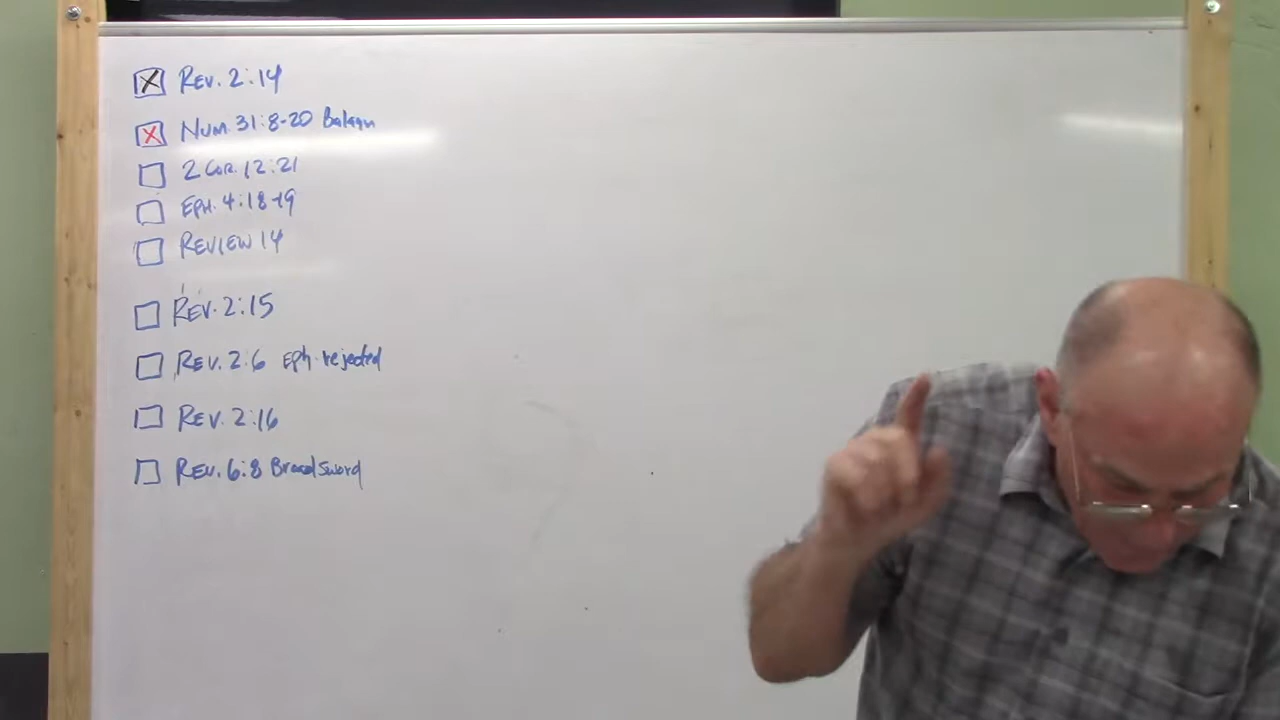 REV. 2:14
NUM. 31:8-20 Balaam
2 COR. 12:21
EPH. 4:18-19
REVIEW 14
REV. 2:15
REV. 2:6 Eph. rejected
REV. 2:16
REV. 6:8 Broadsword